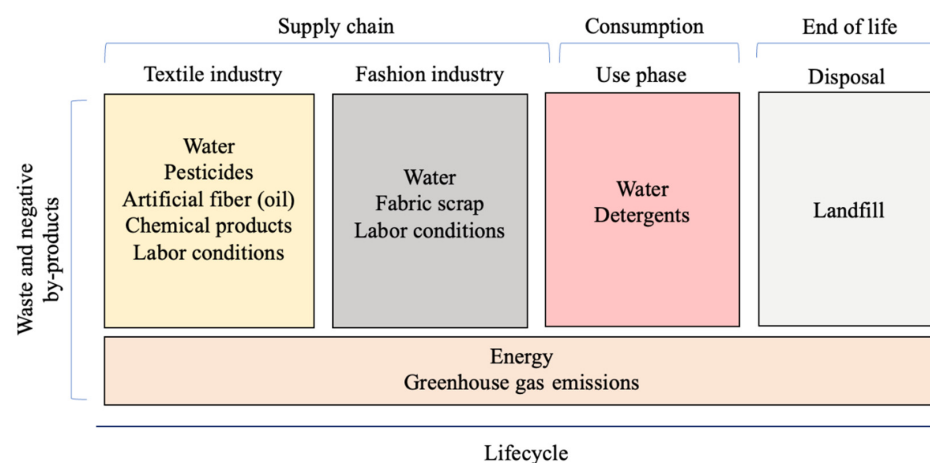 Supply chain
Consumption
End of life
Textile industry
Fashion industry
Use phase
Disposal
Waste and negative
by-products
Water
Pesticides
Artificial fiber (oil)
Chemical products
Labor conditions
Water
Fabric scrap
Labor conditions
Water
Detergents
Landfill
Energy
Greenhouse gas emissions
Lifecycle